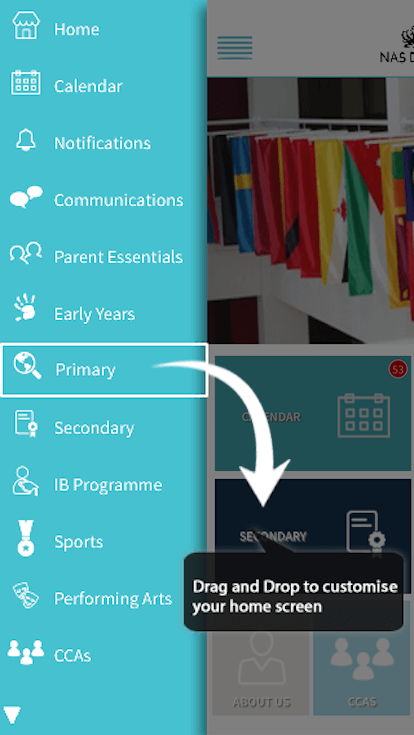 Home
Calendar
Notifications
Communications
Parent Essentials
Early Years
Primary
Secondary
IB Programme
Sports
Performing Arts
CCAs
NAS D
53
CALENDAR
SECONDARY
Drag and Drop to customise
your home screen
ABOUT US
CCAS